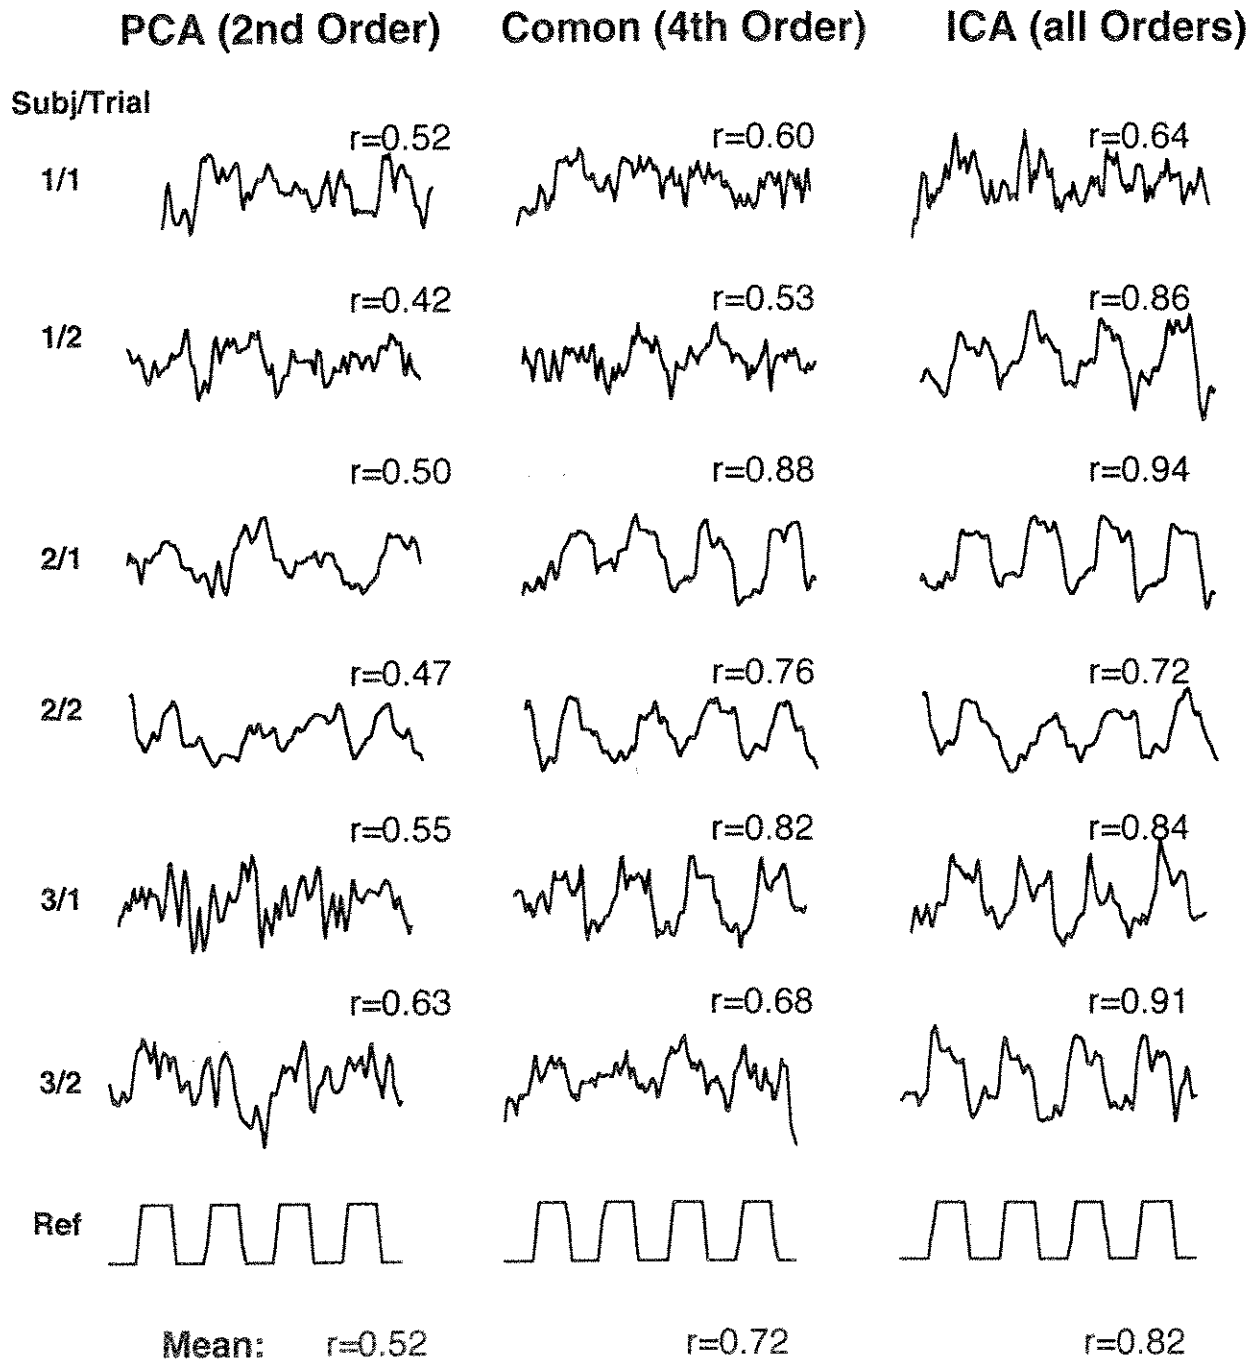 PCA (2nd Order) Comon (4th Order) ICA (all Orders)
Subj/Trial
1/1 r=0.52 r=0.60 r=0.64
1/2 r=0.42 r=0.53 r=0.86
2/1 r=0.50 r=0.88 r=0.94
2/2 r=0.47 r=0.76 r=0.72
3/1 r=0.55 r=0.82 r=0.84
3/2 r=0.63 r=0.68 r=0.91
Ref
Mean: r=0.52 r=0.72 r=0.82